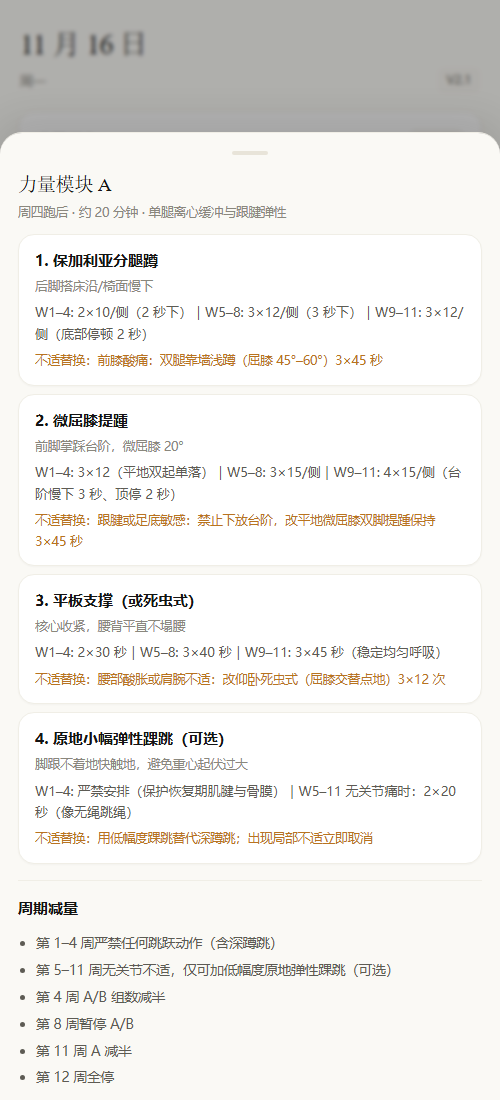 11 月 16 日
周一
V2.1
力量模块 A
周四跑后 · 约 20 分钟 · 单腿离心缓冲与跟腱弹性
1. 保加利亚分腿蹲
后脚搭床沿/椅面慢下
W1–4: 2×10/侧（2 秒下）｜W5–8: 3×12/侧（3 秒下）｜W9–11: 3×12/
侧（底部停顿 2 秒）
不适替换：前膝酸痛：双腿靠墙浅蹲（屈膝 45°–60°）3×45 秒
2. 微屈膝提踵
前脚掌踩台阶，微屈膝 20°
W1–4: 3×12（平地双起单落）｜W5–8: 3×15/侧｜W9–11: 4×15/侧（台
阶慢下 3 秒、顶停 2 秒）
不适替换：跟腱或足底敏感：禁止下放台阶，改平地微屈膝双脚提踵保持
3×45 秒
3. 平板支撑（或死虫式）
核心收紧，腰背平直不塌腰
W1–4: 2×30 秒｜W5–8: 3×40 秒｜W9–11: 3×45 秒（稳定均匀呼吸）
不适替换：腰部酸胀或肩腕不适：改仰卧死虫式（屈膝交替点地）3×12 次
4. 原地小幅弹性踝跳（可选）
脚跟不着地快触地，避免重心起伏过大
W1–4: 严禁安排（保护恢复期肌腱与骨膜）｜W5–11 无关节痛时：2×20
秒（像无绳跳绳）
不适替换：用低幅度踝跳替代深蹲跳；出现局部不适立即取消
周期减量
第 1–4 周严禁任何跳跃动作（含深蹲跳）
第 5–11 周无关节不适，仅可加低幅度原地弹性踝跳（可选）
第 4 周 A/B 组数减半
第 8 周暂停 A/B
第 11 周 A 减半
第 12 周全停